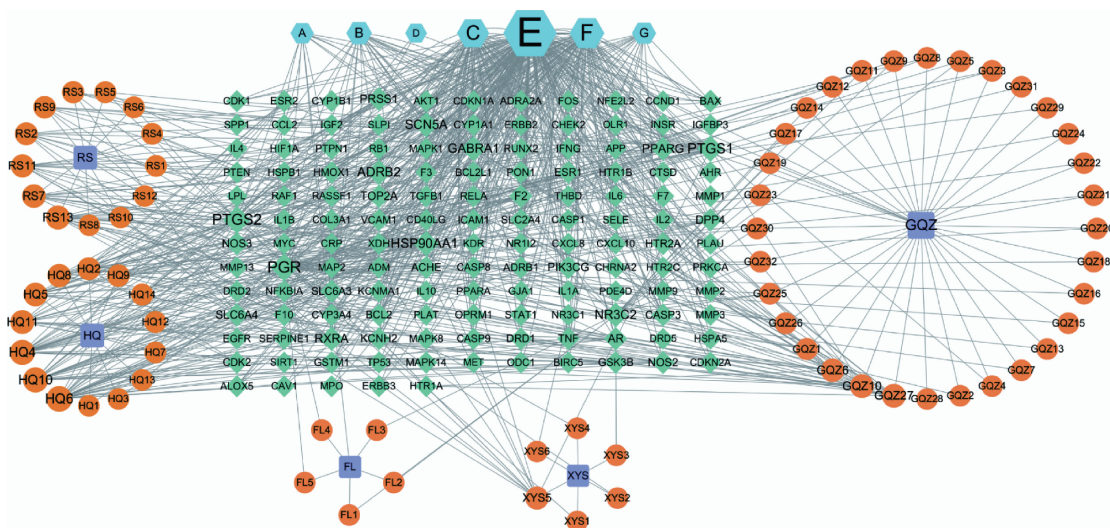 A B D C E F G
RS3 RS5 RS9 RS6 RS2 RS4 RS RS11 RS1 RS7 RS12 RS13 RS10 RS8
HQ2 HQ8 HQ9 HQ5 HQ14 HQ11 HQ12 HQ HQ4 HQ7 HQ10 HQ13 HQ6 HQ1 HQ3
CDK1 ESR2 CYP1B1 PRSS1 AKT1 CDKN1A ADRA2A FOS NFE2L2 CCND1 BAX
SPP1 CCL2 IGF2 SLPI SCN5A CYP1A1 ERBB2 CHEK2 OLR1 INSR IGFBP3
IL4 HIF1A PTPN1 RB1 MAPK1 GABRA1 RUNX2 IFNG APP PPARG PTGS1
PTEN HSPB1 HMOX1 ADRB2 F3 BCL2L1 PON1 ESR1 HTR1B CTSD AHR
LPL RAF1 RASSF1 TOP2A TGFB1 RELA F2 THBD IL6 F7 MMP1
PTGS2 IL1B COL3A1 VCAM1 CD40LG ICAM1 SLC2A4 CASP1 SELE IL2 DPP4
NOS3 MYC CRP XDH HSP90AA1 KDR NR1I2 CXCL8 CXCL10 HTR2A PLAU
MMP13 PGR MAP2 ADM ACHE CASP8 ADRB1 PIK3CG CHRNA2 HTR2C PRKCA
DRD2 NFKBIA SLC6A3 KCNMA1 IL10 PPARA GJA1 IL1A PDE4D MMP9 MMP2
SLC6A4 F10 CYP3A4 BCL2 PLAT OPRM1 STAT1 NR3C1 NR3C2 CASP3 MMP3
EGFR SERPINE1 RXRA KCNH2 MAPK8 CASP9 DRD1 TNF AR DRD5 HSPA5
CDK2 SIRT1 GSTM1 TP53 MAPK14 MET ODC1 BIRC5 GSK3B NOS2 CDKN2A
ALOX5 CAV1 MPO ERBB3 HTR1A
GQZ8 GQZ9 GQZ5 GQZ11 GQZ3 GQZ12 GQZ31 GQZ14 GQZ29 GQZ17 GQZ24 GQZ19 GQZ22 GQZ23 GQZ21 GQZ GQZ30 GQZ20 GQZ32 GQZ18 GQZ25 GQZ16 GQZ26 GQZ15 GQZ1 GQZ13 GQZ6 GQZ7 GQZ10 GQZ4 GQZ27 GQZ28 GQZ2
FL4 FL3 FL FL5 FL2 FL1
XYS4 XYS6 XYS3 XYS XYS5 XYS2 XYS1